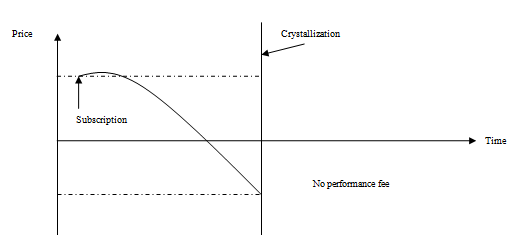 Price
Crystallization
Subscription
Time
No performance fee